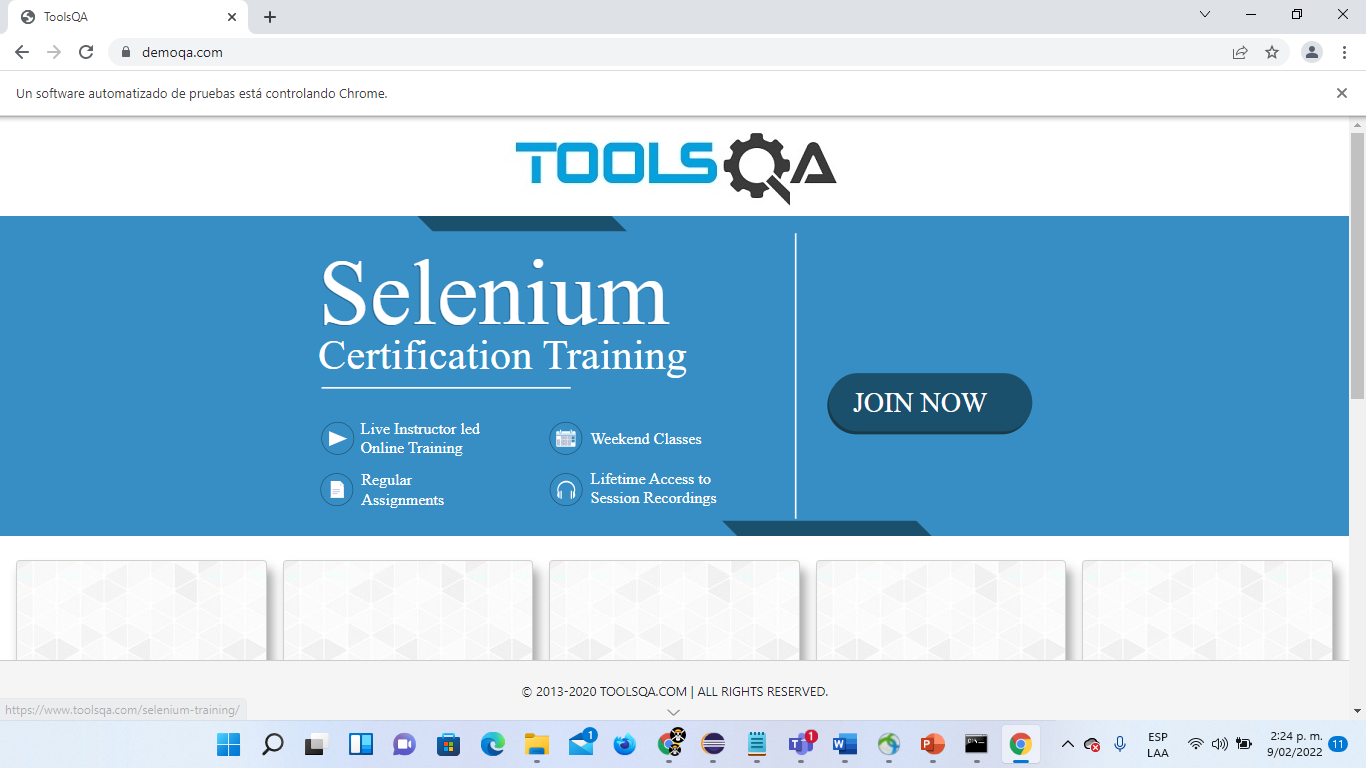 ToolsQA
demoqa.com
Un software automatizado de pruebas está controlando Chrome.
TOOLSQA
Selenium
Certification Training
JOIN NOW
Live Instructor led
Online Training
Weekend Classes
Regular
Assignments
Lifetime Access to
Session Recordings
© 2013-2020 TOOLSQA.COM | ALL RIGHTS RESERVED.
https://www.toolsqa.com/selenium-training/
1
1
ESP
LAA
2:24 p. m.
9/02/2022
11